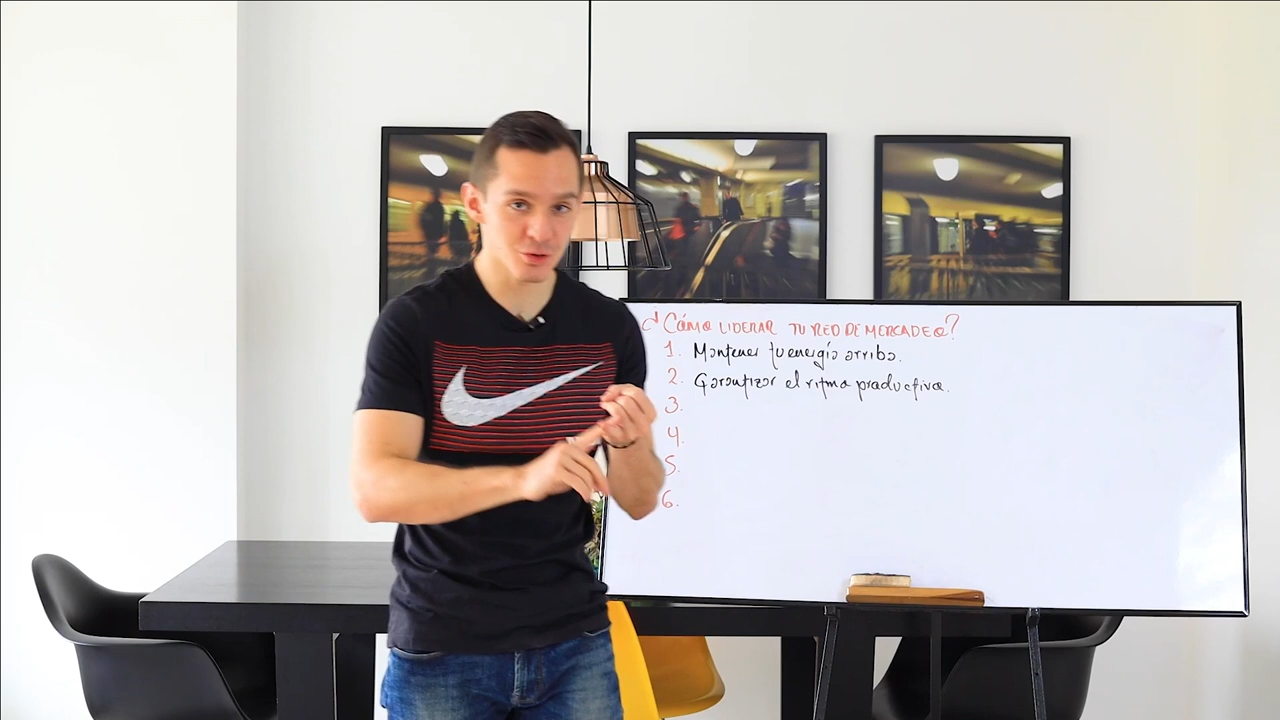 ¿Cómo LIDERAR TU RED DE MERCADEO?
1. Mantener tu energía arriba.
2. Garantizar el ritmo productivo.
3.
4.
5.
6.